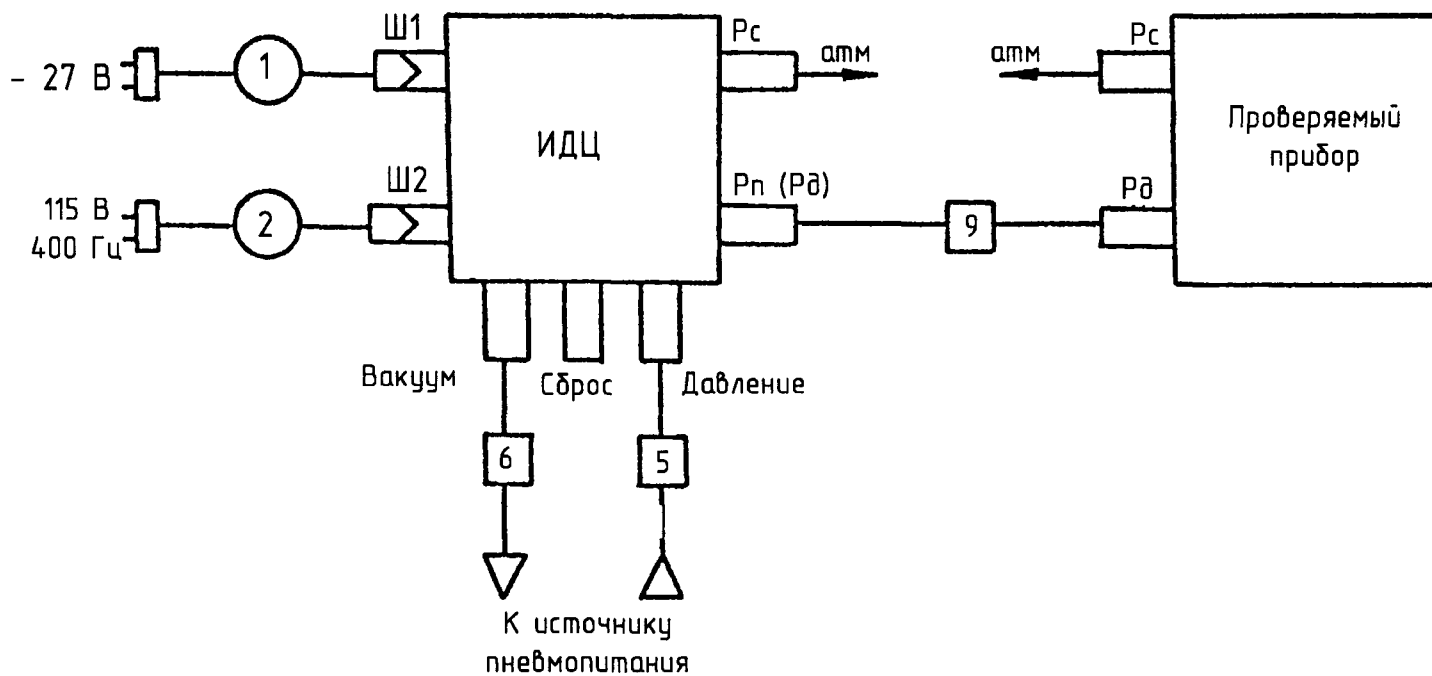 – 27 В
1
Ш1
115 В
400 Гц
2
Ш2
ИДЦ
Рс
атм
Рп (Рд)
9
атм
Рс
Рд
Проверяемый
прибор
Вакуум
Сброс
Давление
6
5
К источнику
пневмопитания